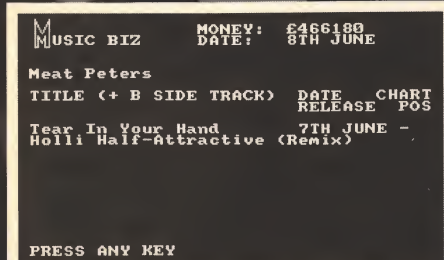 MUSIC BIZ MONEY: £466180
DATE: 8TH JUNE
Meat Peters
TITLE (+ B SIDE TRACK) DATE CHART
RELEASE POS
Tear In Your Hand 7TH JUNE -
Holli Half-Attractive (Remix)
PRESS ANY KEY